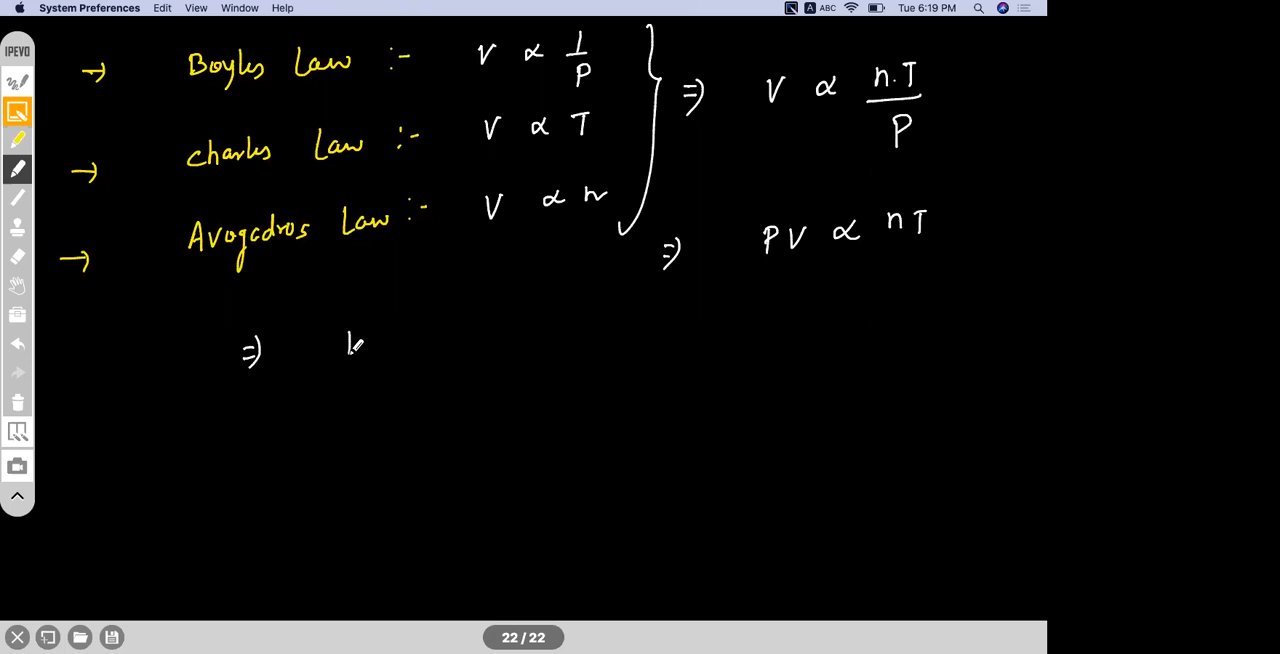 System Preferences Edit View Window Help
A ABC Tue 6:19 PM
IPEVO
→ Boyles Law :- V ∝ 1/P
⇒ V ∝ n.T/P
→ Charles Law :- V ∝ T
→ Avogadros Law :- V ∝ n
⇒ PV ∝ nT
⇒
22 / 22